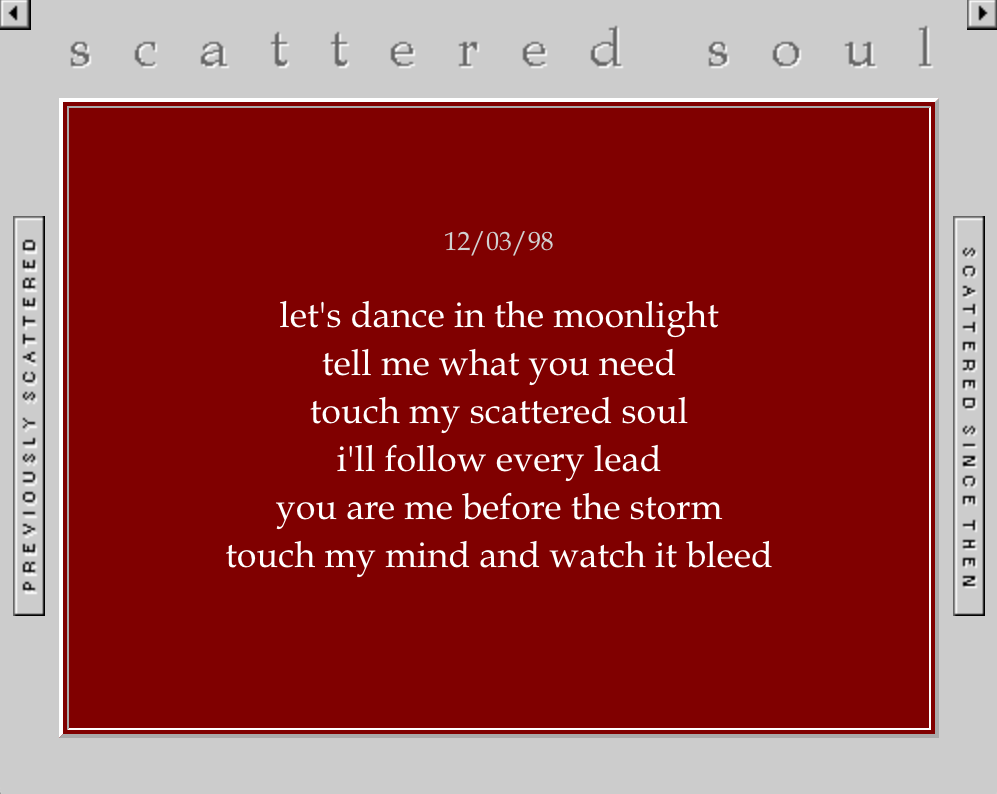 scattered soul
PREVIOUSLY SCATTERED
12/03/98
let's dance in the moonlight
tell me what you need
touch my scattered soul
i'll follow every lead
you are me before the storm
touch my mind and watch it bleed
SCATTERED SINCE THEN